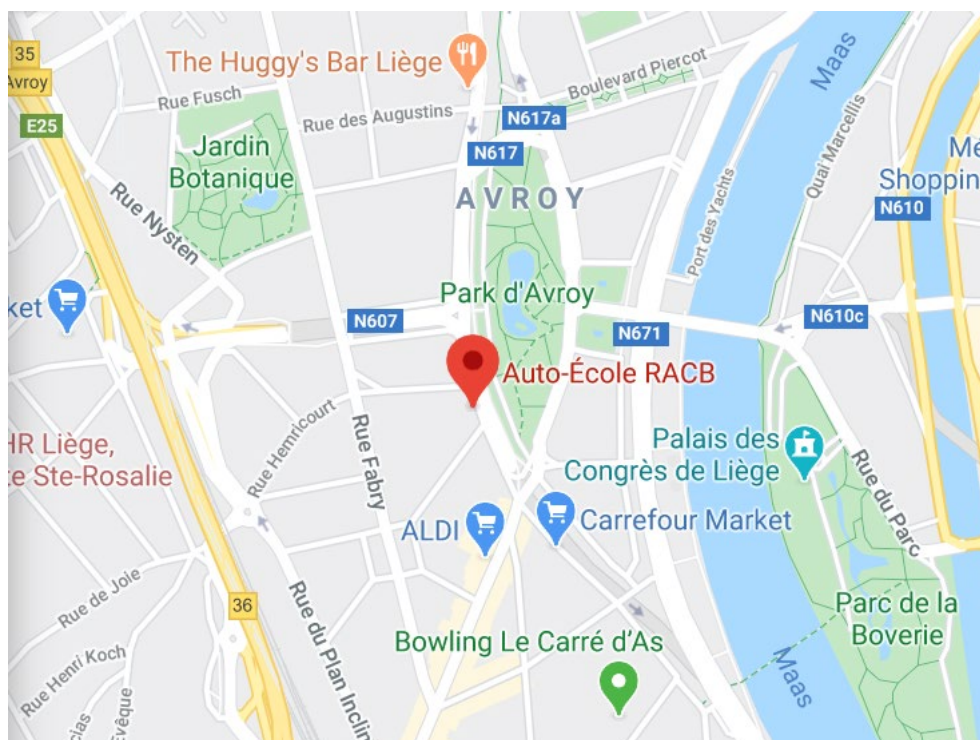 35
Avroy
E25
The Huggy's Bar Liège
Rue Fusch
Rue des Augustins
Boulevard Piercot
N617a
N617
Maas
Quai Marcellis
Jardin
Botanique
AVROY
Shoppin
N610
Rue Nysten
Port des Yachts
Park d'Avroy
ket
N607
N671
N610c
Auto-École RACB
HR Liège,
te Ste-Rosalie
Rue Hemricourt
Rue Fabry
Palais des
Congrès de Liège
Rue du Parc
ALDI
Carrefour Market
Rue de Joie
36
Rue du Plan Inclin
Parc de la
Boverie
Bowling Le Carré d'As
Rue Henri Koch
Maas
Évêque